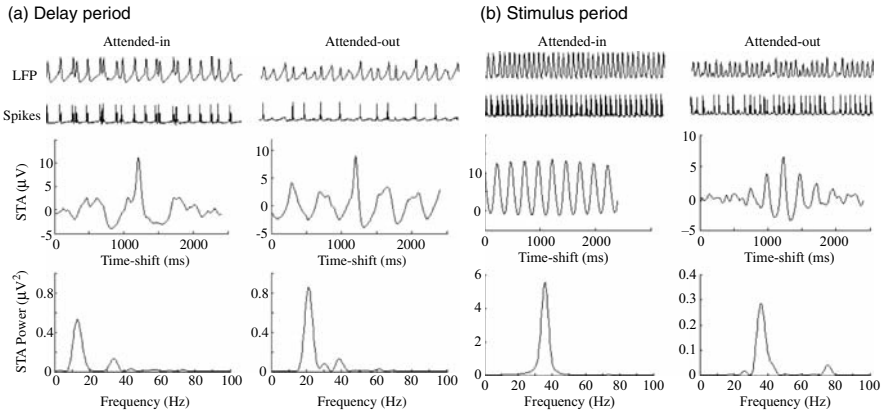 (a) Delay period
(b) Stimulus period
Attended-in Attended-out Attended-in Attended-out
LFP
Spikes
STA (µV)
10 10 10 10
5 5
5 5
0 0 0 0
-5 -5 −5
0 1000 2000 0 1000 2000 0 1000 2000 0 1000 2000
Time-shift (ms) Time-shift (ms) Time-shift (ms) Time-shift (ms)
STA Power (µV²)
0.8 0.8 6 0.4
0.3
0.4 0.4 4 0.2
2 0.1
0 0 0 0
0 20 40 60 80 100 0 20 40 60 80 100 0 20 40 60 80 100 0 20 40 60 80 100
Frequency (Hz) Frequency (Hz) Frequency (Hz) Frequency (Hz)